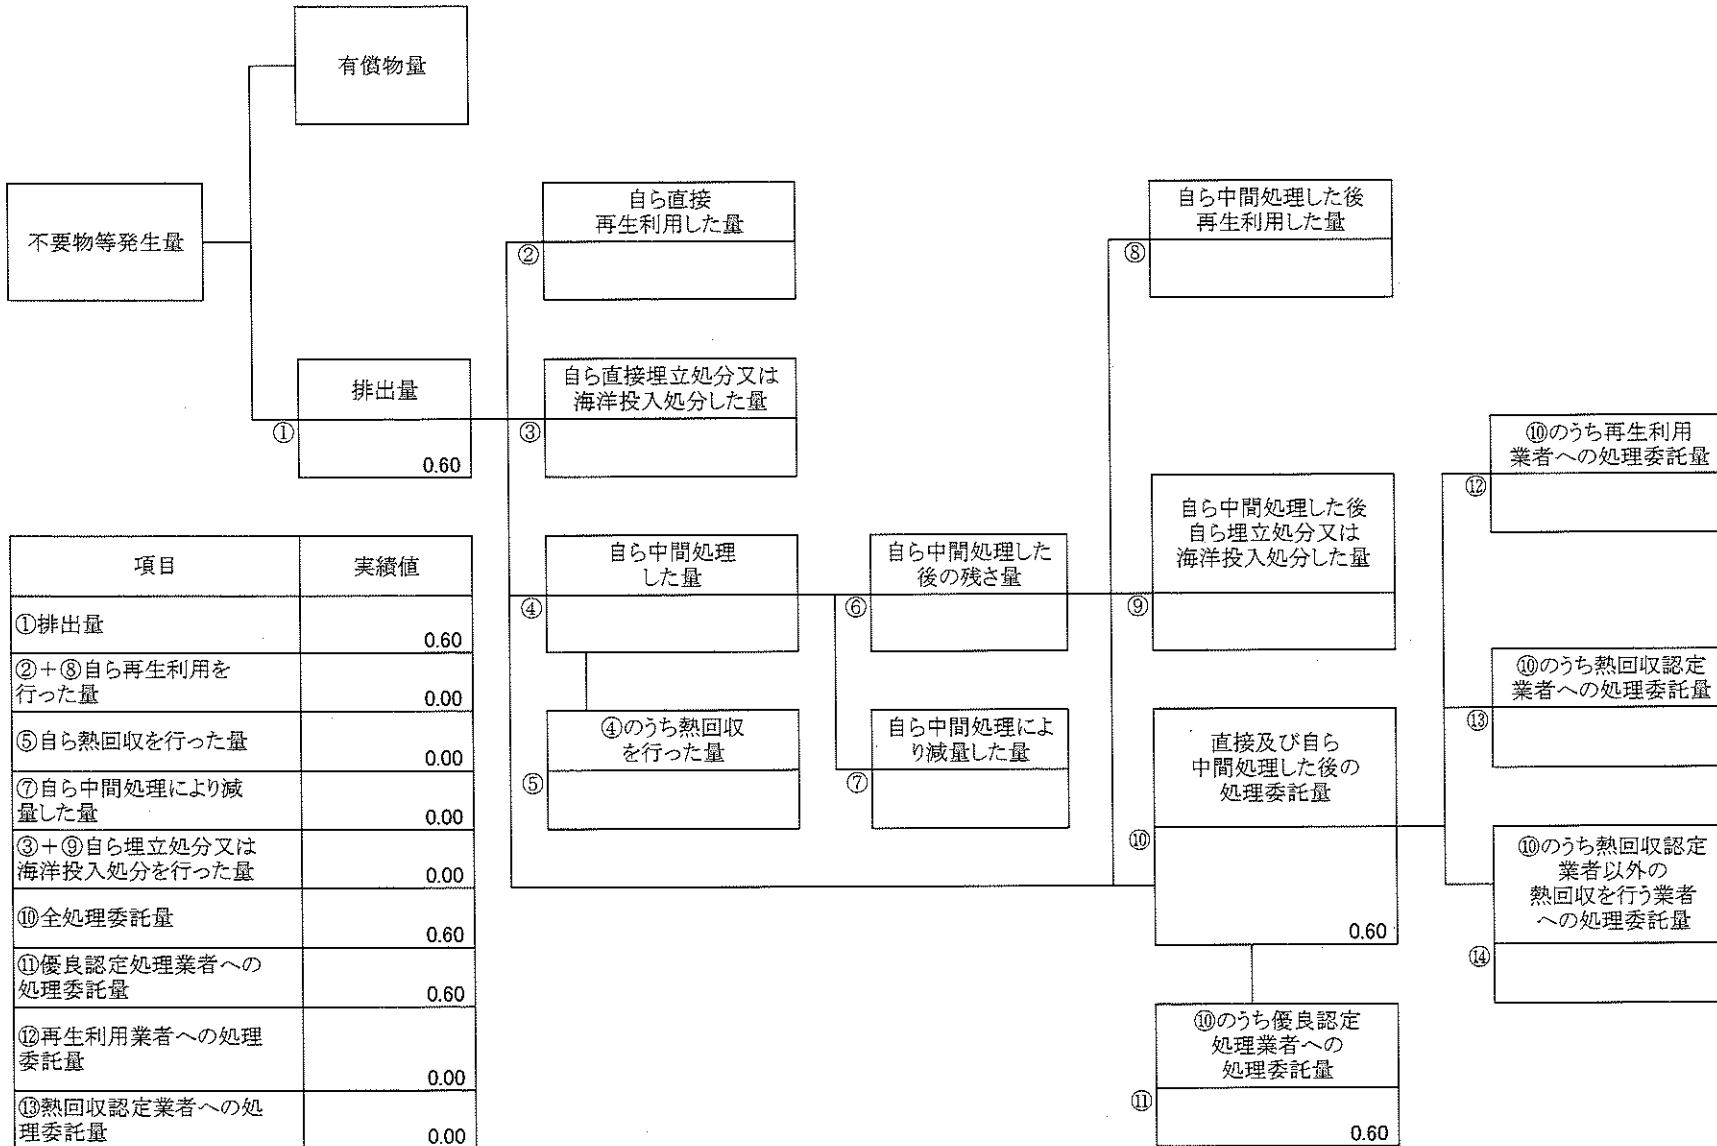 有償物量
不要物等発生量
自ら直接
再生利用した量
②
自ら中間処理した後
再生利用した量
⑧
排出量
①
0.60
自ら直接埋立処分又は
海洋投入処分した量
③
⑩のうち再生利用
業者への処理委託量
⑫
自ら中間処理した後
自ら埋立処分又は
海洋投入処分した量
⑨
自ら中間処理
した量
④
自ら中間処理した
後の残さ量
⑥
⑩のうち熱回収認定
業者への処理委託量
⑬
④のうち熱回収
を行った量
⑤
自ら中間処理によ
り減量した量
⑦
直接及び自ら
中間処理した後の
処理委託量
⑩
0.60
⑩のうち熱回収認定
業者以外の
熱回収を行う業者
への処理委託量
⑭
⑩のうち優良認定
処理業者への
処理委託量
⑪
0.60
項目 実績値
①排出量
0.60
②+⑧自ら再生利用を
行った量
0.00
⑤自ら熱回収を行った量
0.00
⑦自ら中間処理により減
量した量
0.00
③+⑨自ら埋立処分又は
海洋投入処分を行った量
0.00
⑩全処理委託量
0.60
⑪優良認定処理業者への
処理委託量
0.60
⑫再生利用業者への処理
委託量
0.00
⑬熱回収認定業者への処
理委託量
0.00